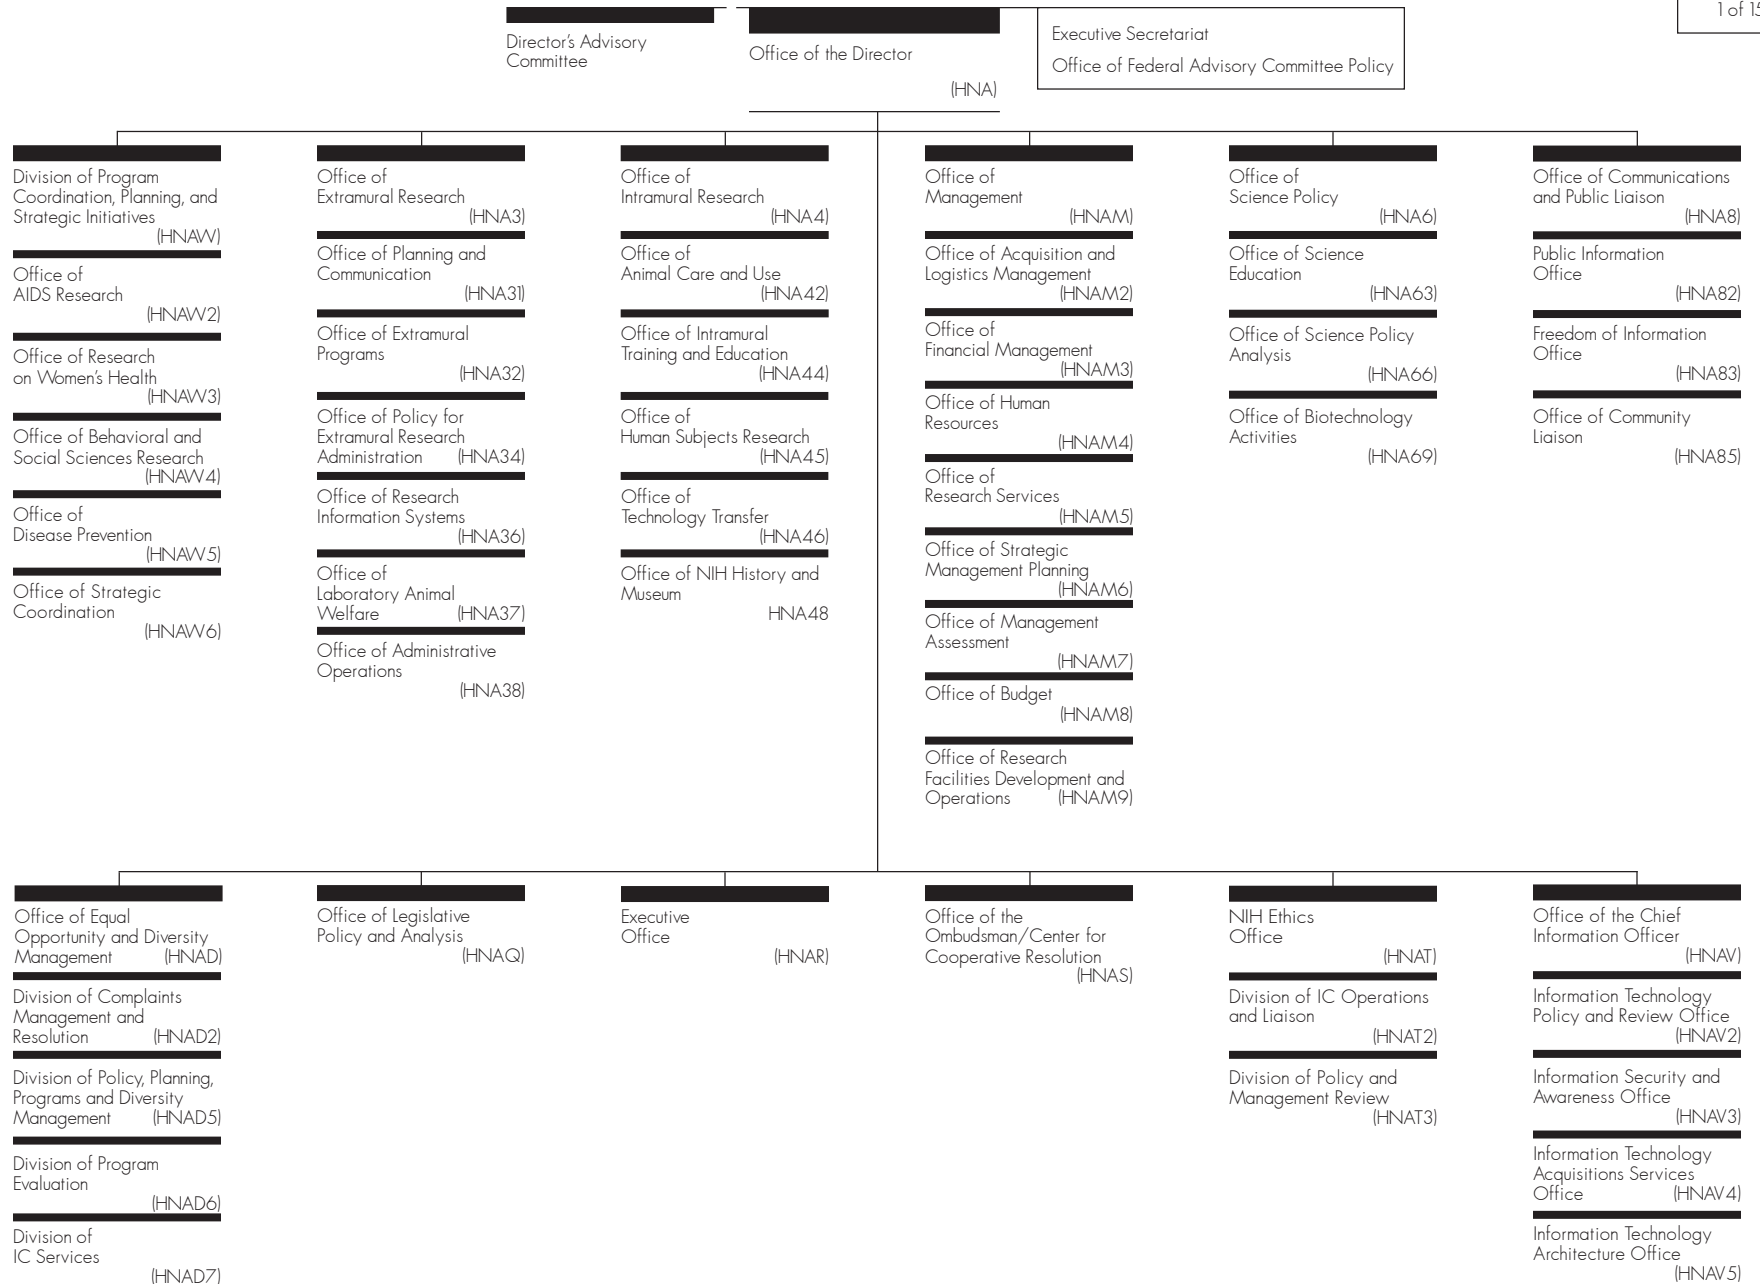 1 of 15
Director's Advisory
Committee
Office of the Director
(HNA)
Executive Secretariat
Office of Federal Advisory Committee Policy
Division of Program
Coordination, Planning, and
Strategic Initiatives
(HNAW)
Office of
AIDS Research
(HNAW2)
Office of Research
on Women's Health
(HNAW3)
Office of Behavioral and
Social Sciences Research
(HNAW4)
Office of
Disease Prevention
(HNAW5)
Office of Strategic
Coordination
(HNAW6)
Office of
Extramural Research
(HNA3)
Office of Planning and
Communication
(HNA31)
Office of Extramural
Programs
(HNA32)
Office of Policy for
Extramural Research
Administration (HNA34)
Office of Research
Information Systems
(HNA36)
Office of
Laboratory Animal
Welfare (HNA37)
Office of Administrative
Operations
(HNA38)
Office of
Intramural Research
(HNA4)
Office of
Animal Care and Use
(HNA42)
Office of Intramural
Training and Education
(HNA44)
Office of
Human Subjects Research
(HNA45)
Office of
Technology Transfer
(HNA46)
Office of NIH History and
Museum
HNA48
Office of
Management
(HNAM)
Office of Acquisition and
Logistics Management
(HNAM2)
Office of
Financial Management
(HNAM3)
Office of Human
Resources
(HNAM4)
Office of
Research Services
(HNAM5)
Office of Strategic
Management Planning
(HNAM6)
Office of Management
Assessment
(HNAM7)
Office of Budget
(HNAM8)
Office of Research
Facilities Development and
Operations (HNAM9)
Office of
Science Policy
(HNA6)
Office of Science
Education
(HNA63)
Office of Science Policy
Analysis
(HNA66)
Office of Biotechnology
Activities
(HNA69)
Office of Communications
and Public Liaison
(HNA8)
Public Information
Office
(HNA82)
Freedom of Information
Office
(HNA83)
Office of Community
Liaison
(HNA85)
Office of Equal
Opportunity and Diversity
Management (HNAD)
Division of Complaints
Management and
Resolution (HNAD2)
Division of Policy, Planning,
Programs and Diversity
Management (HNAD5)
Division of Program
Evaluation
(HNAD6)
Division of
IC Services
(HNAD7)
Office of Legislative
Policy and Analysis
(HNAQ)
Executive
Office
(HNAR)
Office of the
Ombudsman/Center for
Cooperative Resolution
(HNAS)
NIH Ethics
Office
(HNAT)
Division of IC Operations
and Liaison
(HNAT2)
Division of Policy and
Management Review
(HNAT3)
Office of the Chief
Information Officer
(HNAV)
Information Technology
Policy and Review Office
(HNAV2)
Information Security and
Awareness Office
(HNAV3)
Information Technology
Acquisitions Services
Office (HNAV4)
Information Technology
Architecture Office
(HNAV5)